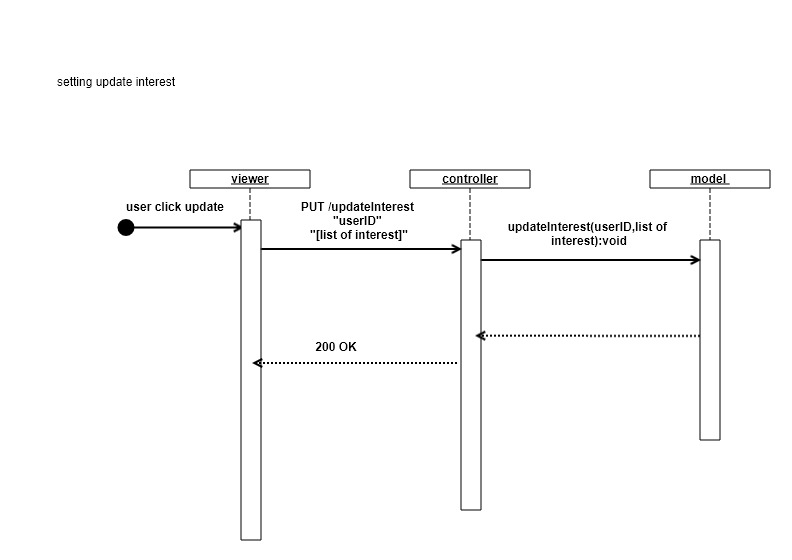 setting update interest
viewer
controller
model
user click update
PUT /updateInterest
"userID"
"[list of interest]"
updateInterest(userID,list of
interest):void
200 OK